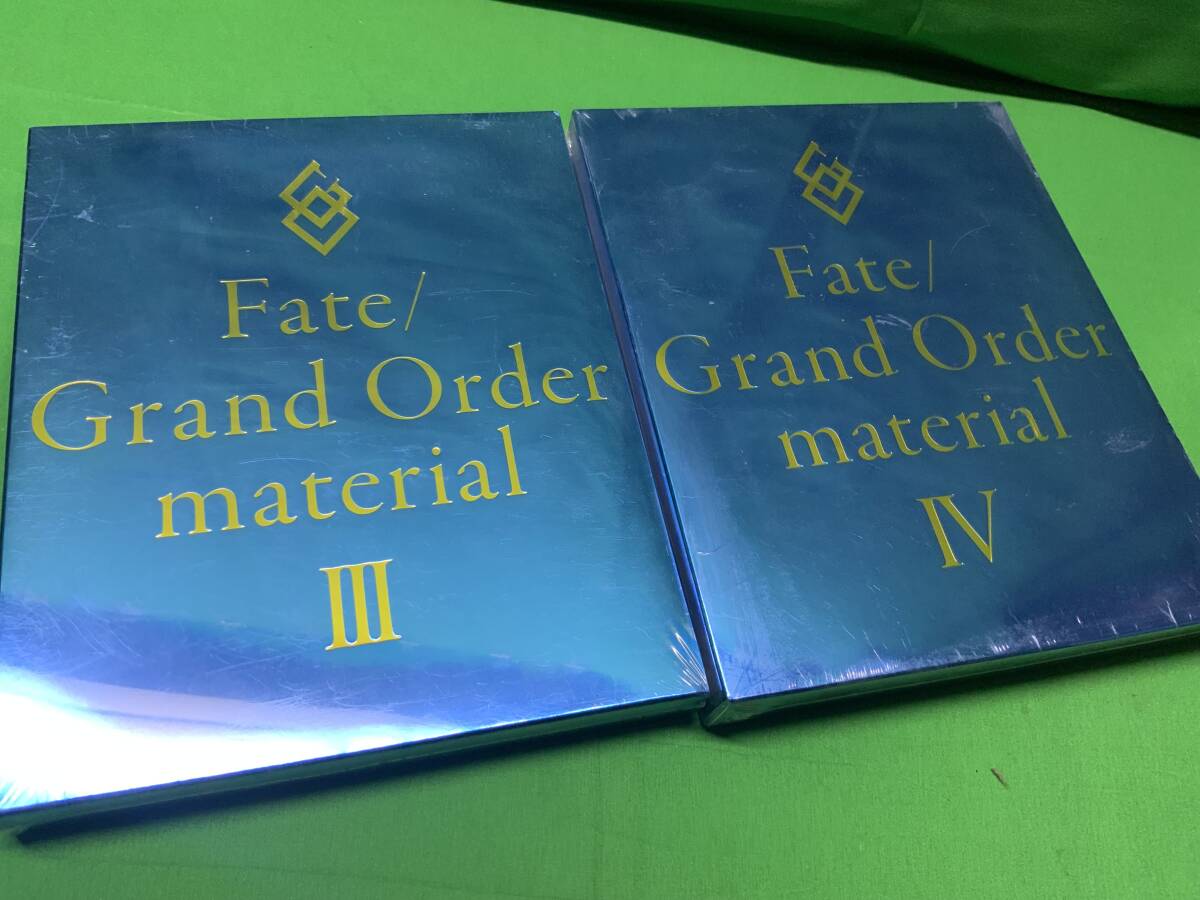 Fate/
Grand Order
material
III
Fate/
Grand Order
material
IV